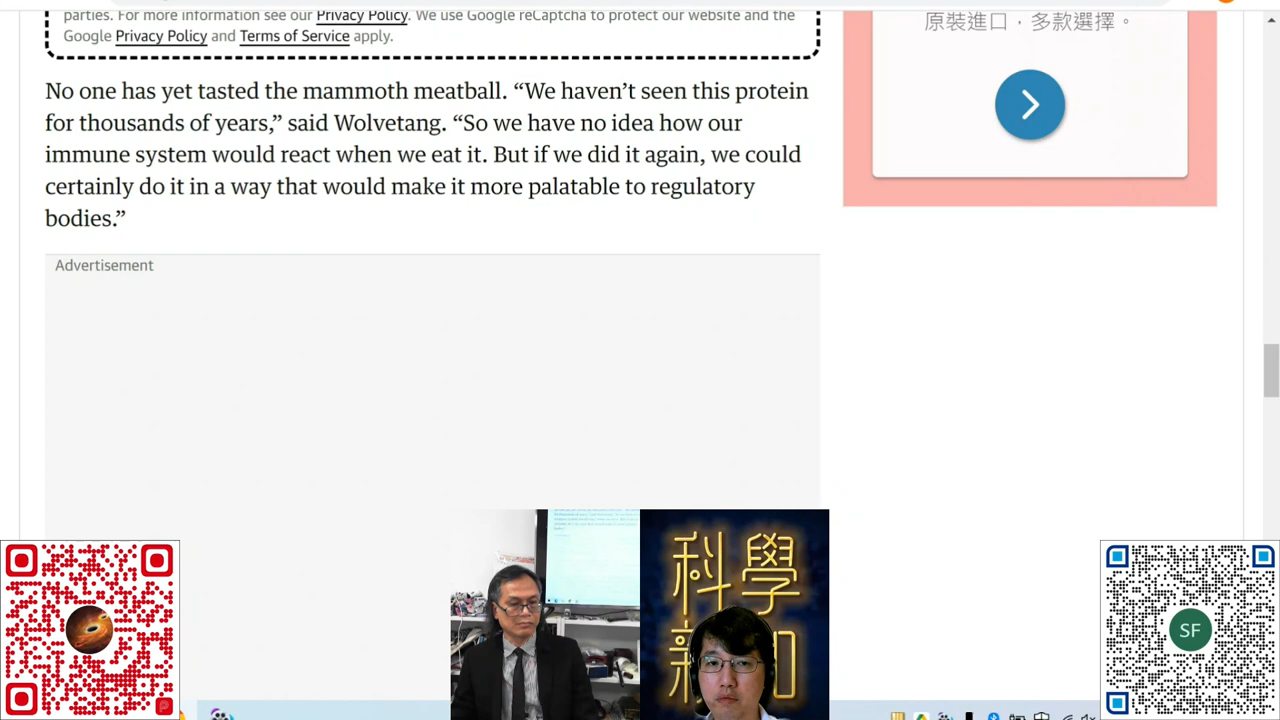 parties. For more information see our Privacy Policy. We use Google reCaptcha to protect our website and the
Google Privacy Policy and Terms of Service apply.
原裝進口，多款選擇。
No one has yet tasted the mammoth meatball. “We haven’t seen this protein
for thousands of years,” said Wolvetang. “So we have no idea how our
immune system would react when we eat it. But if we did it again, we could
certainly do it in a way that would make it more palatable to regulatory
bodies.”
Advertisement
科學
新知
SF